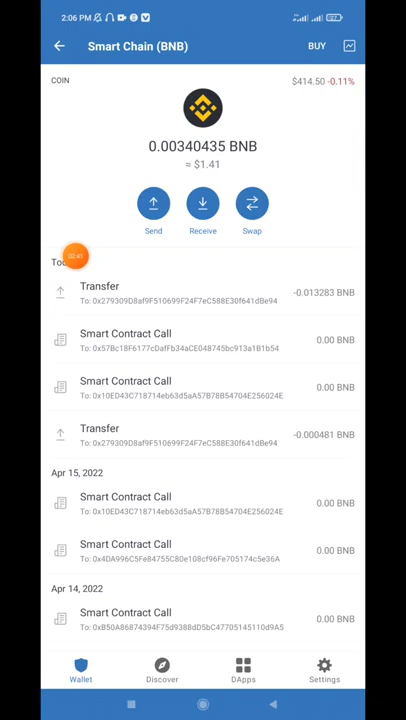 2:06 PM
Smart Chain (BNB)
BUY
COIN
$414.50 -0.11%
0.00340435 BNB
≈ $1.41
Send
Receive
Swap
02:41
Transfer
-0.013283 BNB
To: 0x279309D8af9F510699F24F7eC588E30f641dBe94
Smart Contract Call
0.00 BNB
To: 0x57Bc18F6177cDafFb34aCE048745bc913a1B1b54
Smart Contract Call
0.00 BNB
To: 0x10ED43C718714eb63d5aA57B78B54704E256024E
Transfer
-0.000481 BNB
To: 0x279309D8af9F510699F24F7eC588E30f641dBe94
Apr 15, 2022
Smart Contract Call
0.00 BNB
To: 0x10ED43C718714eb63d5aA57B78B54704E256024E
Smart Contract Call
0.00 BNB
To: 0x4DA996C5Fe84755C80e108cf96Fe705174c5e36A
Apr 14, 2022
Smart Contract Call
0.00 BNB
To: 0xB50A86874394F75d9388dD5bC47705145110d9A5
Wallet
Discover
DApps
Settings